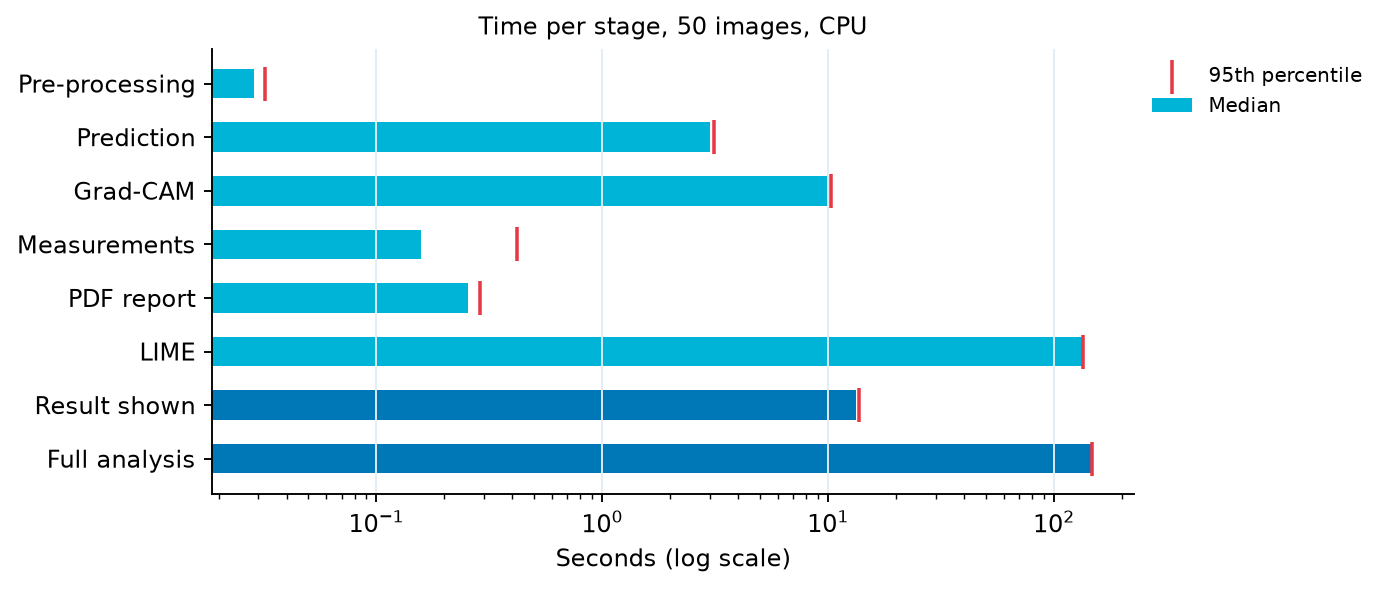 Time per stage, 50 images, CPU
95th percentile
Median
Pre-processing
Prediction
Grad-CAM
Measurements
PDF report
LIME
Result shown
Full analysis
10⁻¹ 10⁰ 10¹ 10²
Seconds (log scale)